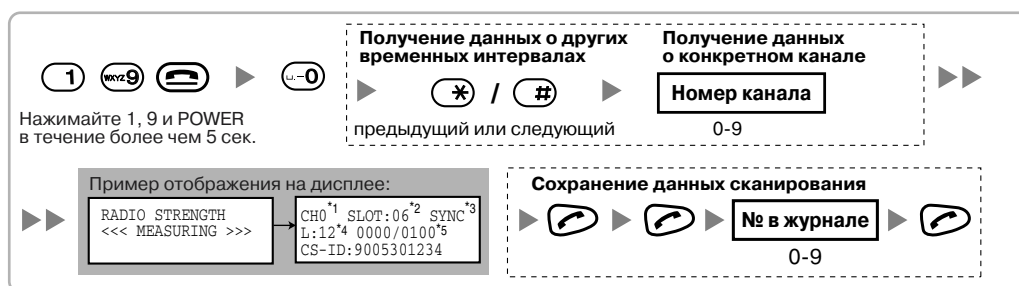 Получение данных о других
временных интервалах
Получение данных
о конкретном канале
1 WXYZ9 0
* / #
Номер канала
Нажимайте 1, 9 и POWER
в течение более чем 5 сек.
предыдущий или следующий
0-9
Пример отображения на дисплее:
RADIO STRENGTH
<<< MEASURING >>>
CH0*1 SLOT:06*2 SYNC*3
L:12*4 0000/0100*5
CS-ID:9005301234
Сохранение данных сканирования
№ в журнале
0-9